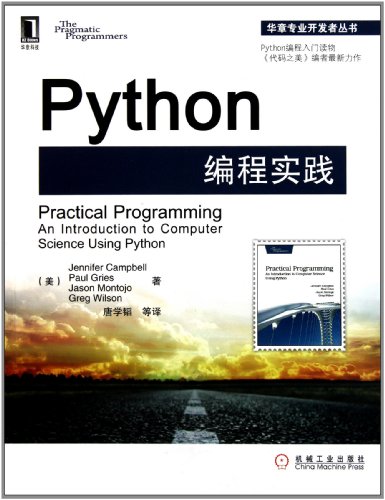 The
Pragmatic
Programmers
华章科技
华章专业开发者丛书
Python编程入门读物
《代码之美》编者最新力作
Python
编程实践
Practical Programming
An Introduction to Computer
Science Using Python
（美）
Jennifer Campbell
Paul Gries
Jason Montojo
Greg Wilson
著
唐学韬 等译
Practical Programming
An Introduction to Computer Science
Using Python
机械工业出版社
China Machine Press